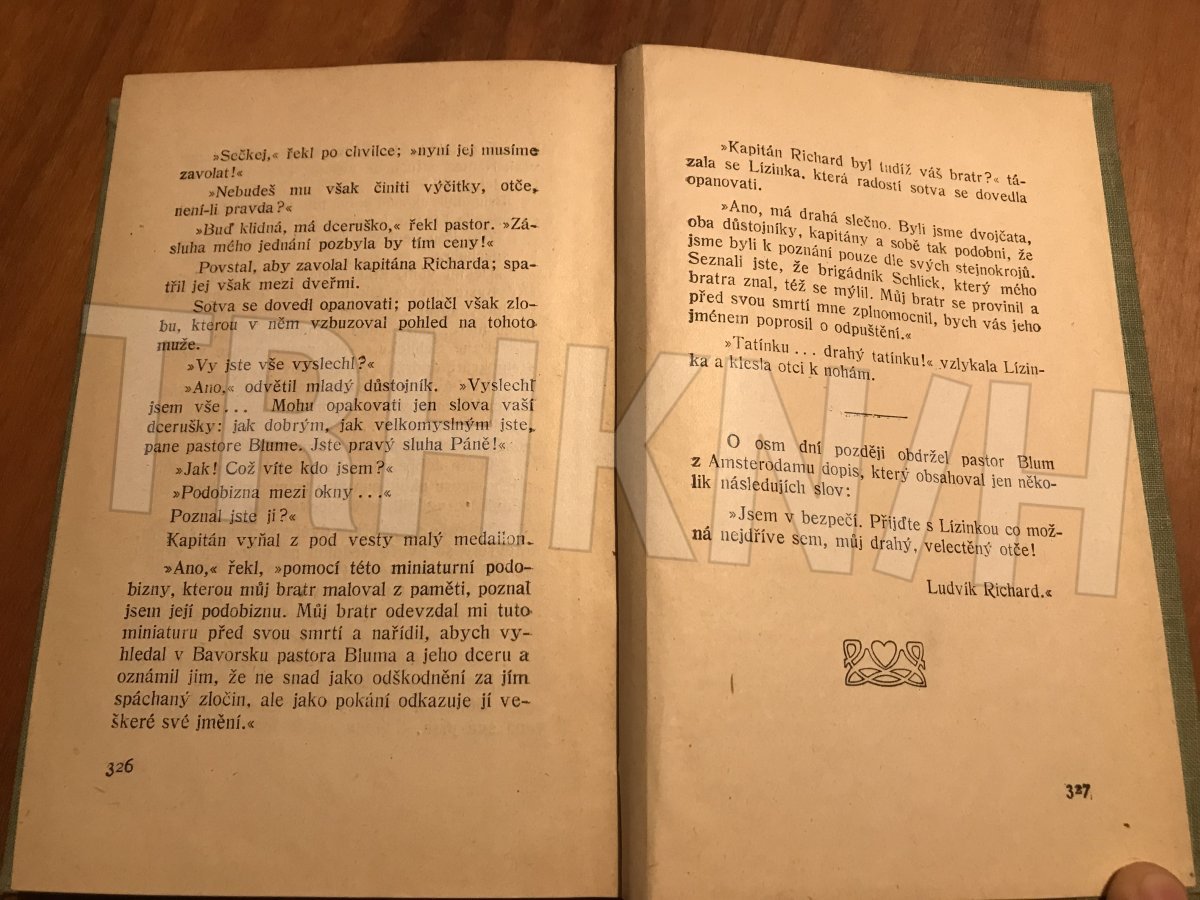 »Sečkej,« řekl po chvilce; »nyní jej musíme
zavolat!«
»Nebudeš mu však činiti výčitky, otče,
není-li pravda?«
»Buď klidná, má dceruško,« řekl pastor. »Zá-
sluha mého jednání pozbyla by tím ceny!«
Povstal, aby zavolal kapitána Richarda; spa-
třil jej však mezi dveřmi.
Sotva se dovedl opanovati; potlačl však zlo-
bu, kterou v něm vzbuzoval pohled na tohoto
muže.
»Vy jste vše vyslechl?«
»Ano,« odvětil mladý důstojník. »Vyslechl
jsem vše... Mohu opakovati jen slova vaší
dcerušky: jak dobrým, jak velkomyslným jste,
pane pastore Blume. Jste pravý sluha Páně!«
»Jak! Což víte kdo jsem?«
»Podobizna mezi okny...«
Poznal jste ji?«
Kapitán vyňal z pod vesty malý medailon.
»Ano,« řekl, »pomocí této miniaturní podo-
bizny, kterou můj bratr maloval z paměti, poznal
jsem její podobiznu. Můj bratr odevzdal mi tuto
miniaturu před svou smrtí a nařídil, abych vy-
hledal v Bavorsku pastora Bluma a jeho dceru a
oznámil jim, že ne snad jako odškodnění za jím
spáchaný zločin, ale jako pokání odkazuje jí ve-
škeré své jmění.«
326
»Kapitán Richard byl tudíž váš bratr?« tá-
zala se Lízinka, která radostí sotva se dovedla
opanovati.
»Ano, má drahá slečno. Byli jsme dvojčata,
oba důstojníky, kapitány a sobě tak podobni, že
jsme byli k poznání pouze dle svých stejnokrojů.
Seznali jste, že brigádník Schlick, který mého
bratra znal, též se mýlil. Můj bratr se provinil a
před svou smrtí mne zplnomocnil, bych vás jeho
jménem poprosil o odpuštění.«
»Tatínku... drahý tatínku!« vzlykala Lízin-
ka a klesla otci k nohám.
O osm dní později obdržel pastor Blum
z Amsterodamu dopis, který obsahoval jen něko-
lik následujích slov:
»Jsem v bezpečí. Přijďte s Lízinkou co mož-
ná nejdříve sem, můj drahý, velectěný otče!
Ludvík Richard.«
327
TRHKNIH